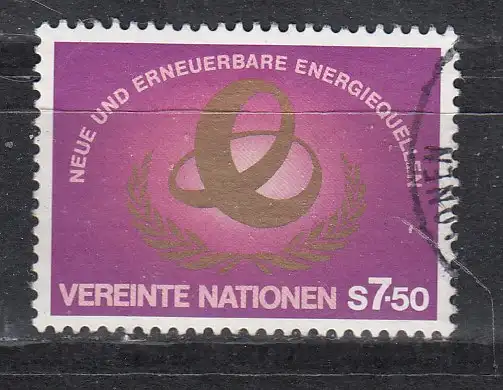 NEUE UND ERNEUERBARE ENERGIEQUELLEN
VEREINTE NATIONEN S7·50